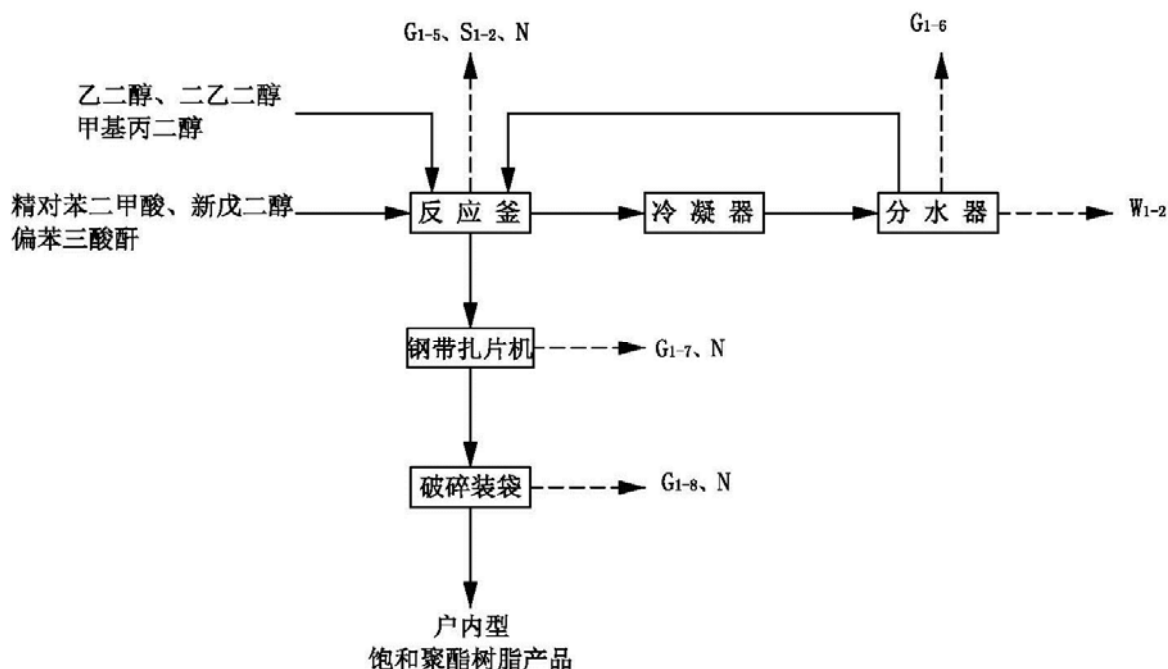 G₁₋₅、S₁₋₂、N
G₁₋₆
乙二醇、二乙二醇
甲基丙二醇
精对苯二甲酸、新戊二醇
偏苯三酸酐
反应釜
冷凝器
分水器
W₁₋₂
钢带扎片机
G₁₋₇、N
破碎装袋
G₁₋₈、N
户内型
饱和聚酯树脂产品